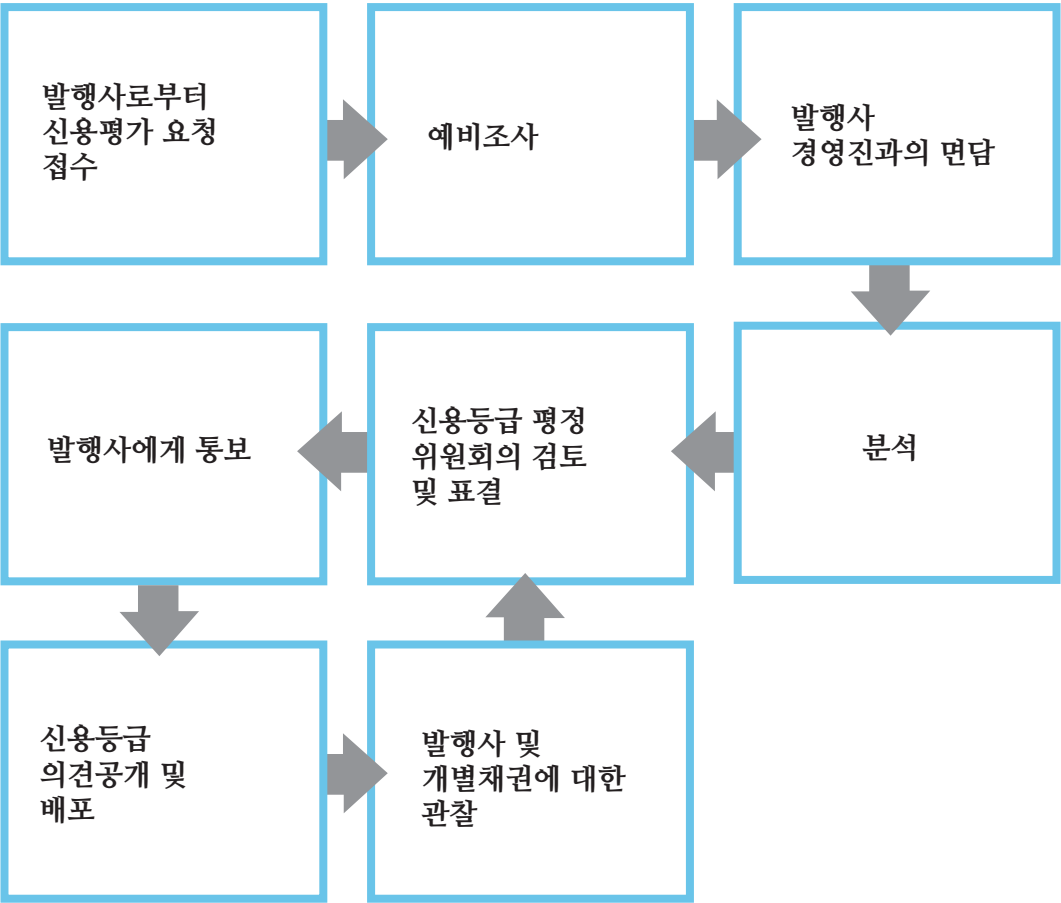 발행사로부터
신용평가 요청
접수
예비조사
발행사
경영진과의 면담
분석
신용등급 평정
위원회의 검토
및 표결
발행사에게 통보
신용등급
의견공개 및
배포
발행사 및
개별채권에 대한
관찰